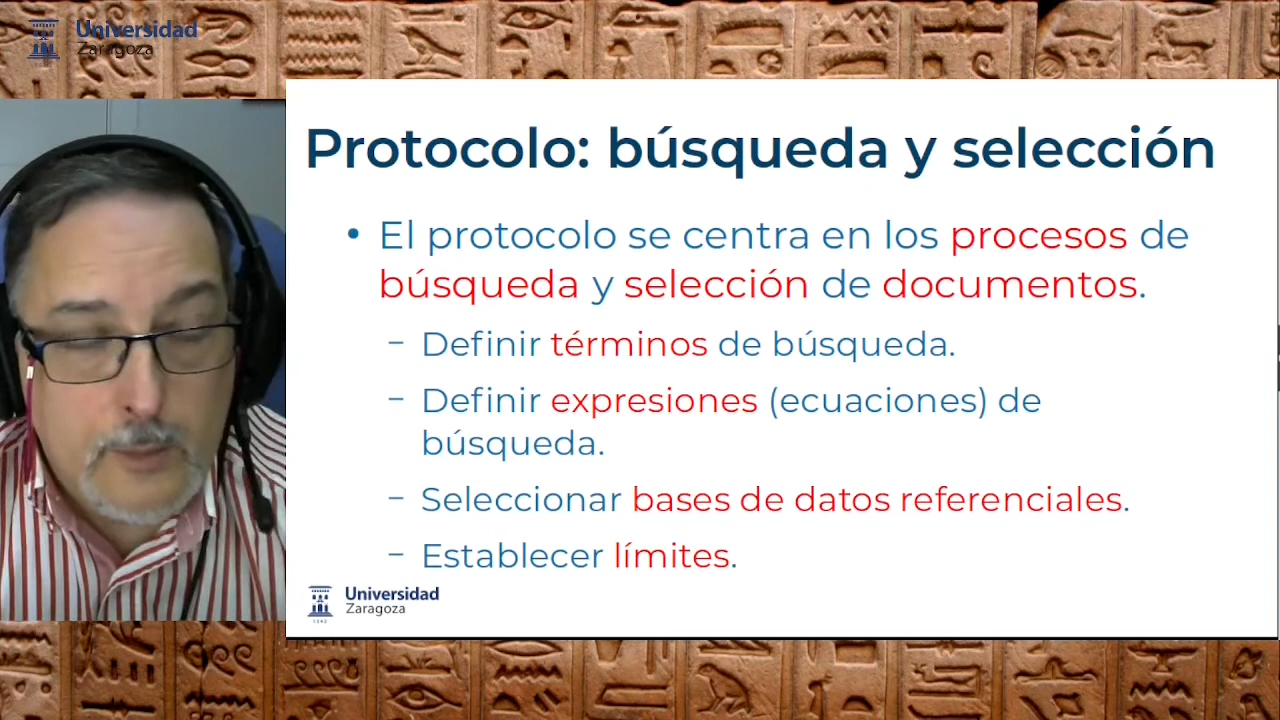 Universidad
Zaragoza
Protocolo: búsqueda y selección
• El protocolo se centra en los procesos de
búsqueda y selección de documentos.
– Definir términos de búsqueda.
– Definir expresiones (ecuaciones) de
búsqueda.
– Seleccionar bases de datos referenciales.
– Establecer límites.
Universidad
Zaragoza
1542